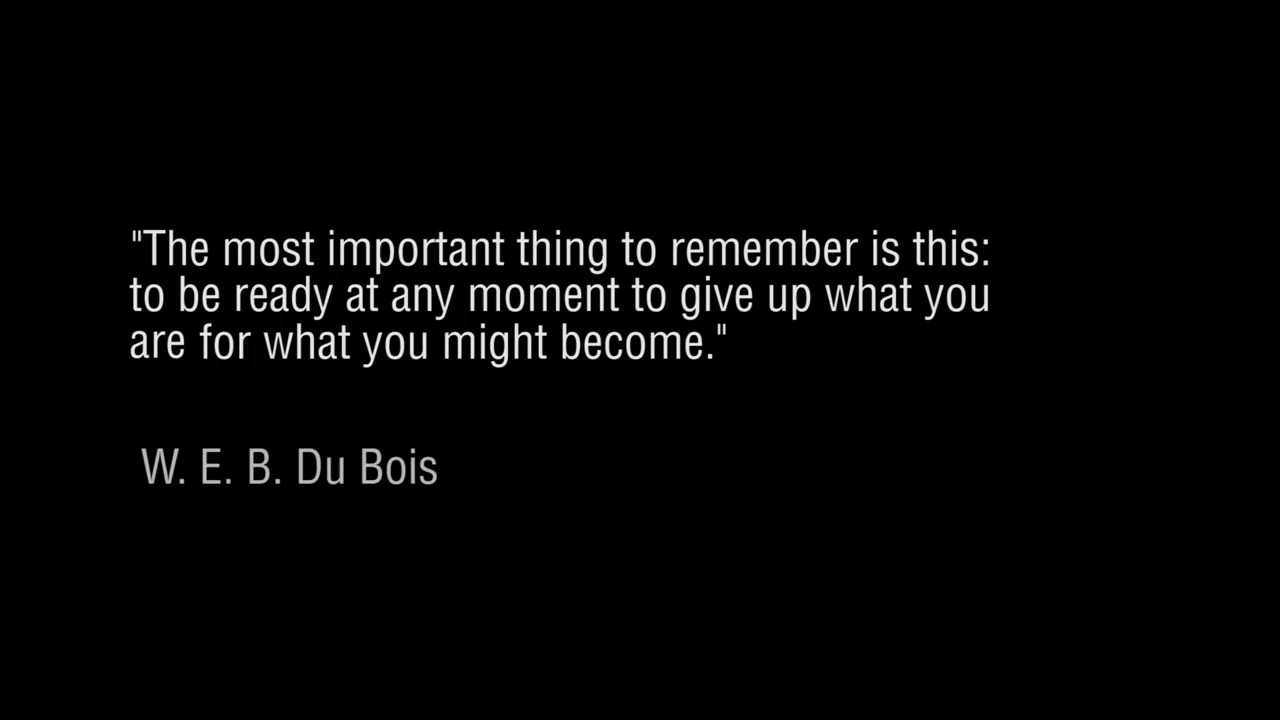 "The most important thing to remember is this:
to be ready at any moment to give up what you
are for what you might become."
W. E. B. Du Bois